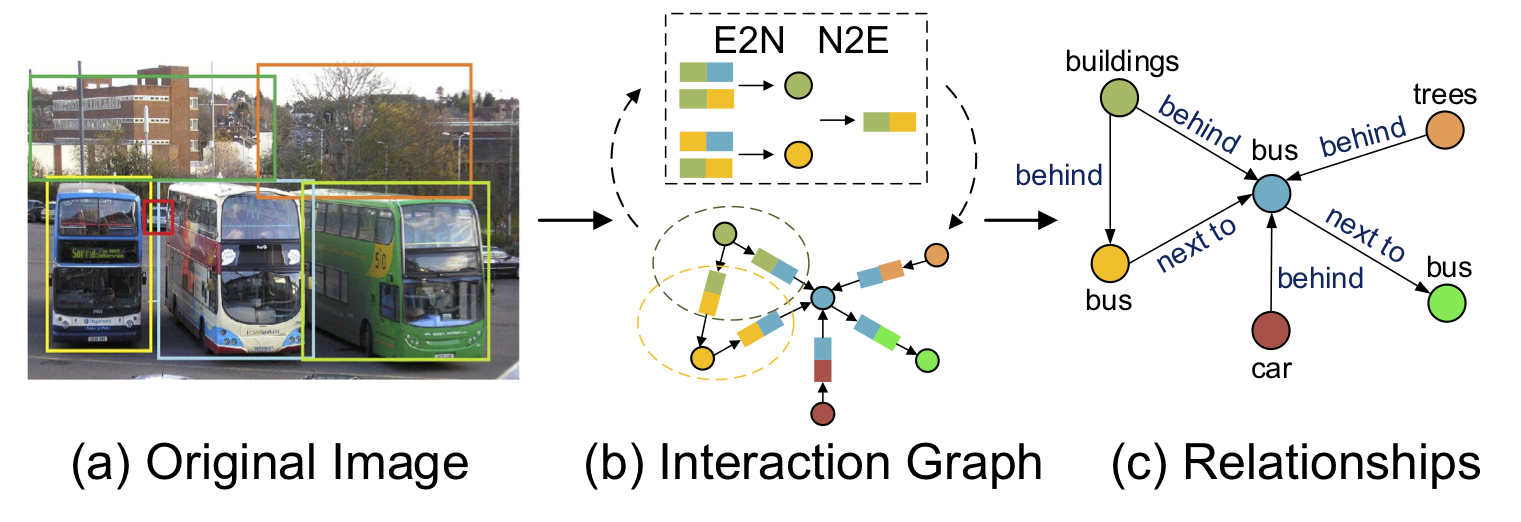 E2N N2E
buildings
trees
behind
behind
bus
behind
next to
next to
bus
behind
bus
car
510
(a) Original Image
(b) Interaction Graph
(c) Relationships